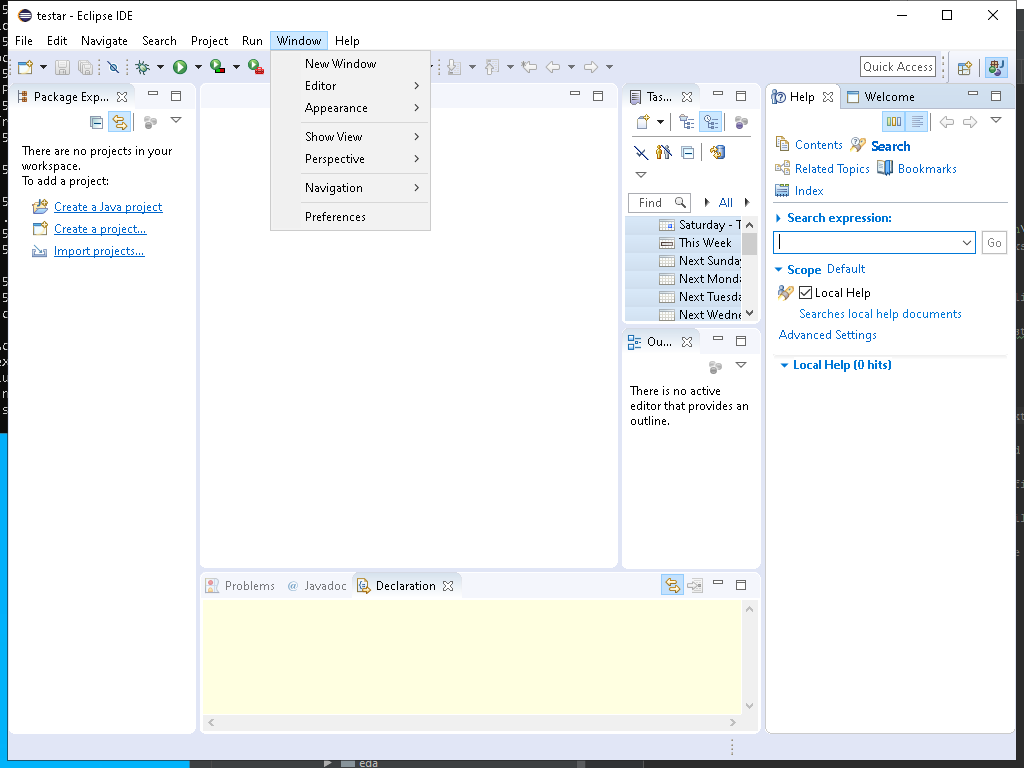 testar - Eclipse IDE
File Edit Navigate Search Project Run Window Help
Quick Access
New Window
Editor
Appearance
Show View
Perspective
Navigation
Preferences
Package Exp...
There are no projects in your
workspace.
To add a project:
Create a Java project
Create a project...
Import projects...
Tas...
Find
All
Saturday - T
This Week
Next Sunday
Next Monda
Next Tuesda
Next Wedne
Ou...
There is no active
editor that provides an
outline.
Help
Welcome
Contents
Search
Related Topics
Bookmarks
Index
Search expression:
Go
Scope Default
Local Help
Searches local help documents
Advanced Settings
Local Help (0 hits)
Problems
@ Javadoc
Declaration
eda